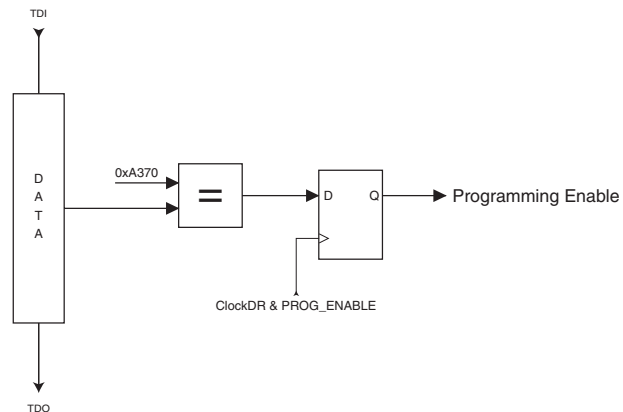 TDI
D
A
T
A
0xA370
=
D Q
Programming Enable
ClockDR & PROG_ENABLE
TDO